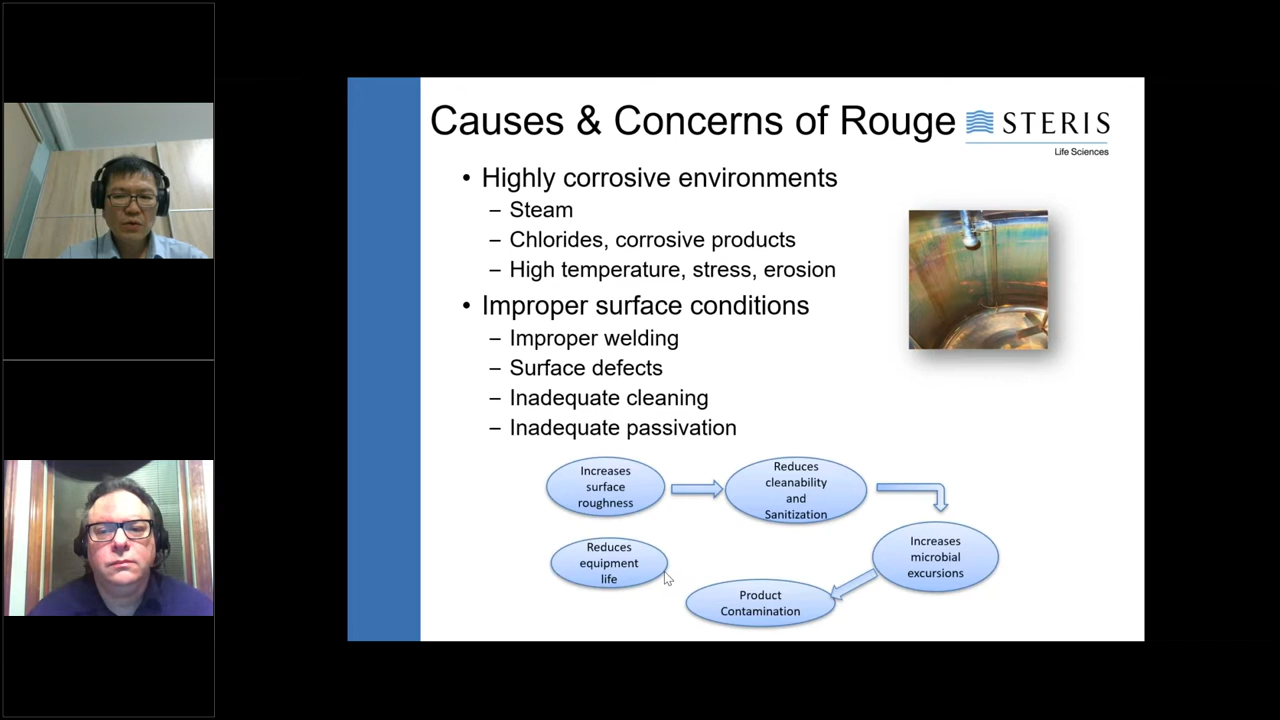 Causes & Concerns of Rouge
STERIS
Life Sciences
• Highly corrosive environments
– Steam
– Chlorides, corrosive products
– High temperature, stress, erosion
• Improper surface conditions
– Improper welding
– Surface defects
– Inadequate cleaning
– Inadequate passivation
Increases
surface
roughness
Reduces
cleanability
and
Sanitization
Increases
microbial
excursions
Product
Contamination
Reduces
equipment
life